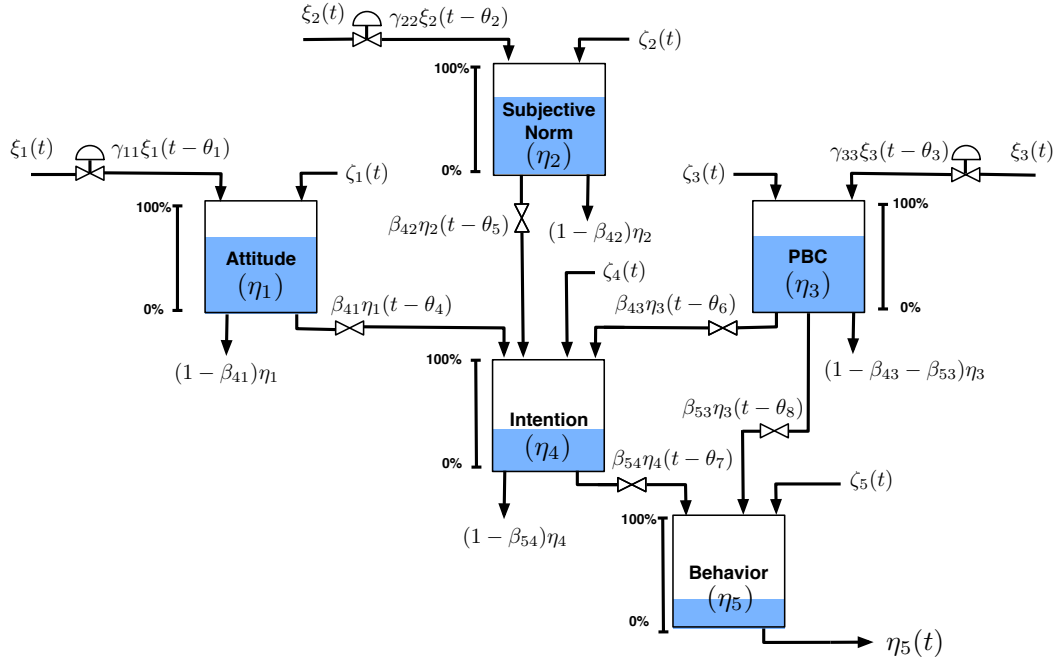 ξ₂(t)
γ₂₂ξ₂(t − θ₂)
ζ₂(t)
100%
Subjective
Norm
(η₂)
0%
ξ₁(t)
γ₁₁ξ₁(t − θ₁)
ζ₁(t)
100%
Attitude
(η₁)
0%
β₄₂η₂(t − θ₅)
(1 − β₄₂)η₂
ζ₃(t)
γ₃₃ξ₃(t − θ₃)
ξ₃(t)
100%
PBC
(η₃)
0%
β₄₁η₁(t − θ₄)
ζ₄(t)
β₄₃η₃(t − θ₆)
(1 − β₄₁)η₁
(1 − β₄₃ − β₅₃)η₃
100%
Intention
(η₄)
0%
β₅₃η₃(t − θ₈)
β₅₄η₄(t − θ₇)
(1 − β₅₄)η₄
ζ₅(t)
100%
Behavior
(η₅)
0%
η₅(t)